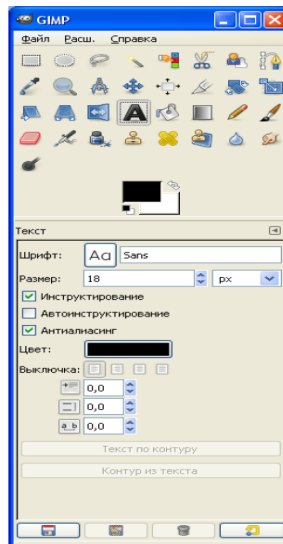 GIMP
Файл Расш. Справка
Текст
Шрифт: Aa Sans
Размер: 18 px
Инструктирование
Автоинструктирование
Антиалиасинг
Цвет:
Выключка:
0,0
0,0
a b 0,0
Текст по контуру
Контур из текста